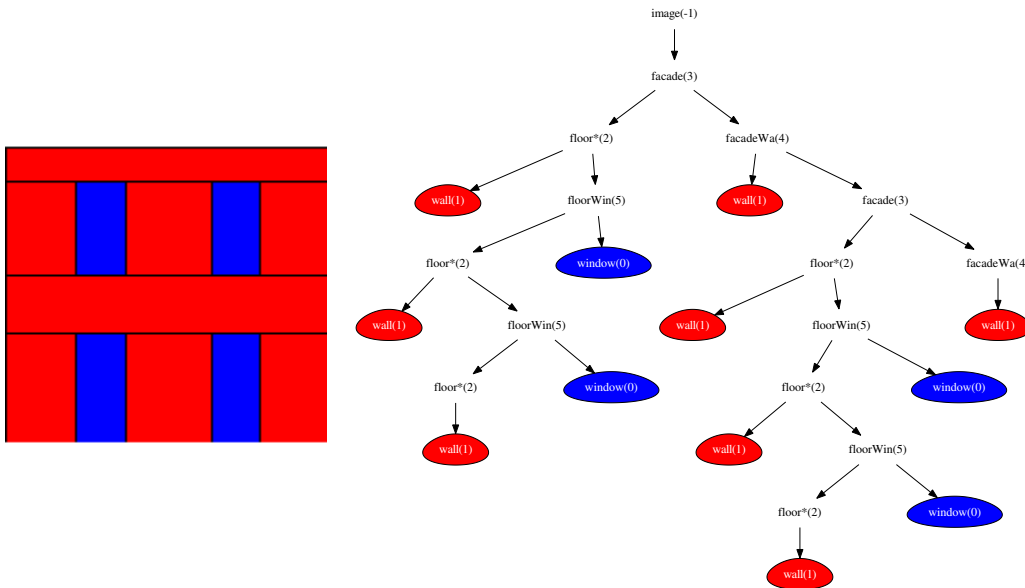 image(-1)
facade(3)
floor*(2) facadeWa(4)
wall(1) floorWin(5) wall(1) facade(3)
floor*(2) window(0) floor*(2) facadeWa(4
wall(1) floorWin(5) wall(1) floorWin(5) wall(1)
floor*(2) window(0) floor*(2) window(0)
wall(1) wall(1) floorWin(5)
floor*(2) window(0)
wall(1)